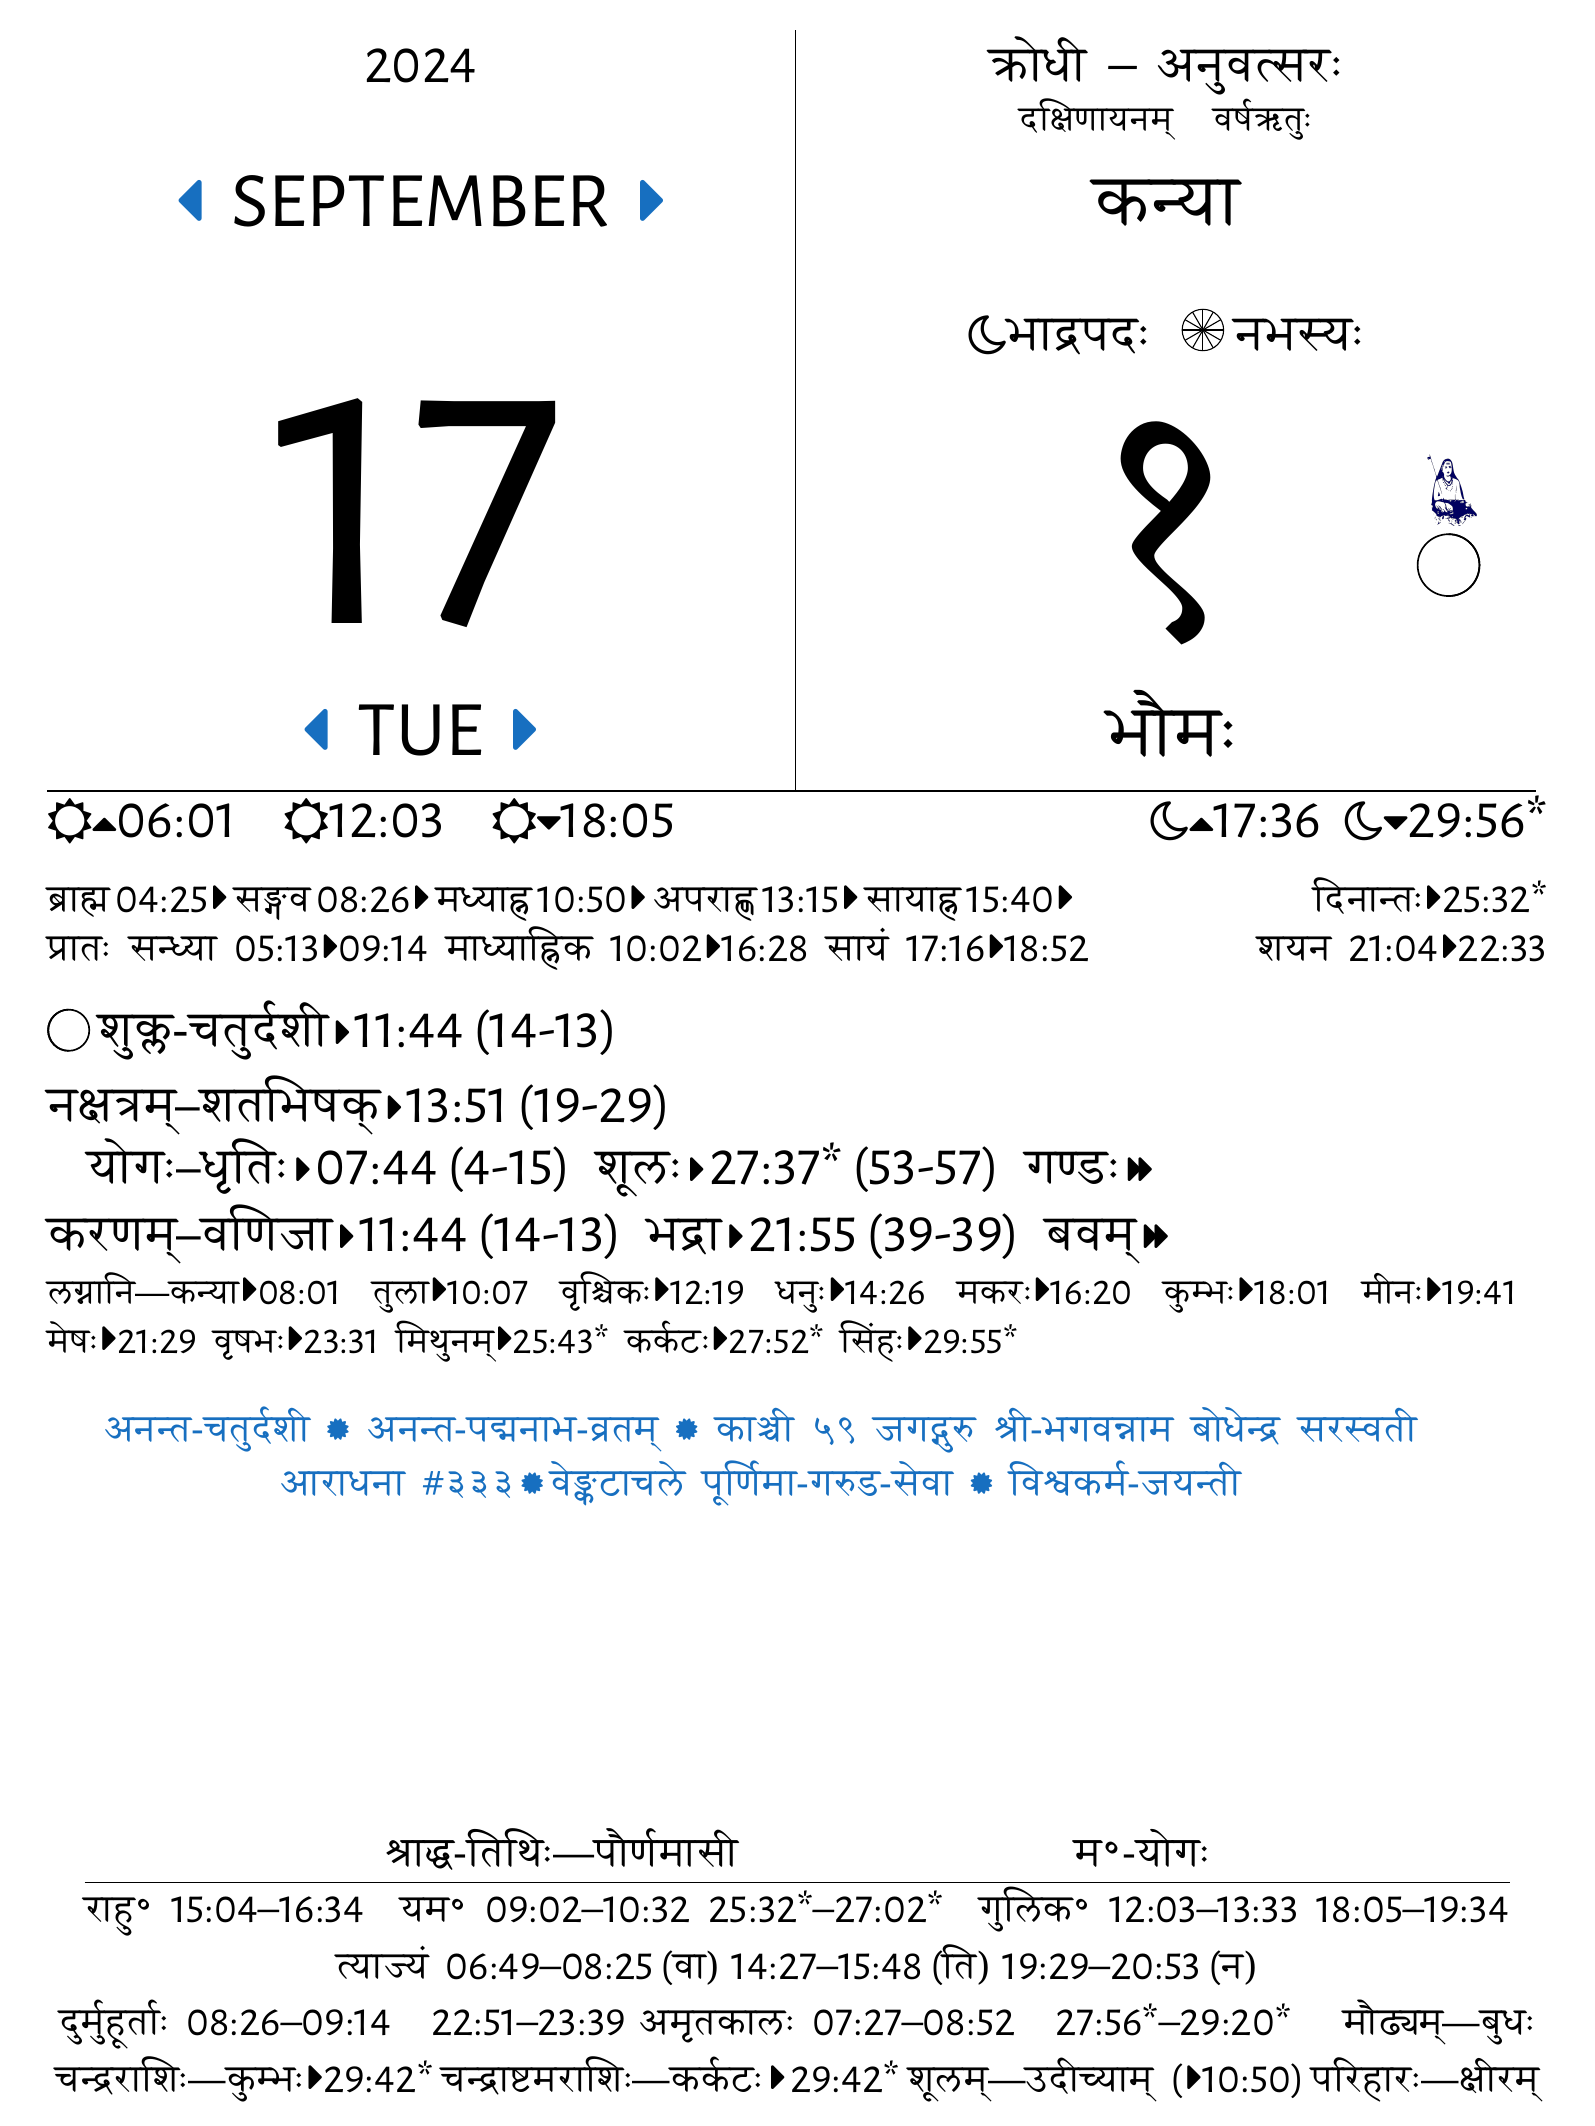 2024
SEPTEMBER
17
TUE
क्रोधी – अनुवत्सरः
दक्षिणायनम् वर्षऋतुः
कन्या
भाद्रपदः नभस्यः
१
भौमः
06:01 12:03 18:05 17:36 29:56*
ब्राह्म 04:25 सङ्गव 08:26 मध्याह्न 10:50 अपराह्ण 13:15 सायाह्न 15:40 दिनान्तः 25:32*
प्रातः सन्ध्या 05:13 09:14 माध्याह्निक 10:02 16:28 सायं 17:16 18:52 शयन 21:04 22:33
शुक्ल-चतुर्दशी 11:44 (14-13)
नक्षत्रम्–शतभिषक् 13:51 (19-29)
योगः–धृतिः 07:44 (4-15) शूलः 27:37* (53-57) गण्डः
करणम्–वणिजा 11:44 (14-13) भद्रा 21:55 (39-39) बवम्
लग्नानि—कन्या 08:01 तुला 10:07 वृश्चिकः 12:19 धनुः 14:26 मकरः 16:20 कुम्भः 18:01 मीनः 19:41
मेषः 21:29 वृषभः 23:31 मिथुनम् 25:43* कर्कटः 27:52* सिंहः 29:55*
अनन्त-चतुर्दशी ✹ अनन्त-पद्मनाभ-व्रतम् ✹ काञ्ची ५९ जगद्गुरु श्री-भगवन्नाम बोधेन्द्र सरस्वती
आराधना #३३३ ✹ वेङ्कटाचले पूर्णिमा-गरुड-सेवा ✹ विश्वकर्म-जयन्ती
श्राद्ध-तिथिः—पौर्णमासी म॰-योगः
राहु॰ 15:04–16:34 यम॰ 09:02–10:32 25:32*–27:02* गुलिक॰ 12:03–13:33 18:05–19:34
त्याज्यं 06:49–08:25 (वा) 14:27–15:48 (ति) 19:29–20:53 (न)
दुर्मुहूर्ताः 08:26–09:14 22:51–23:39 अमृतकालः 07:27–08:52 27:56*–29:20* मौढ्यम्—बुधः
चन्द्रराशिः—कुम्भः 29:42* चन्द्राष्टमराशिः—कर्कटः 29:42* शूलम्—उदीच्याम् (10:50) परिहारः—क्षीरम्